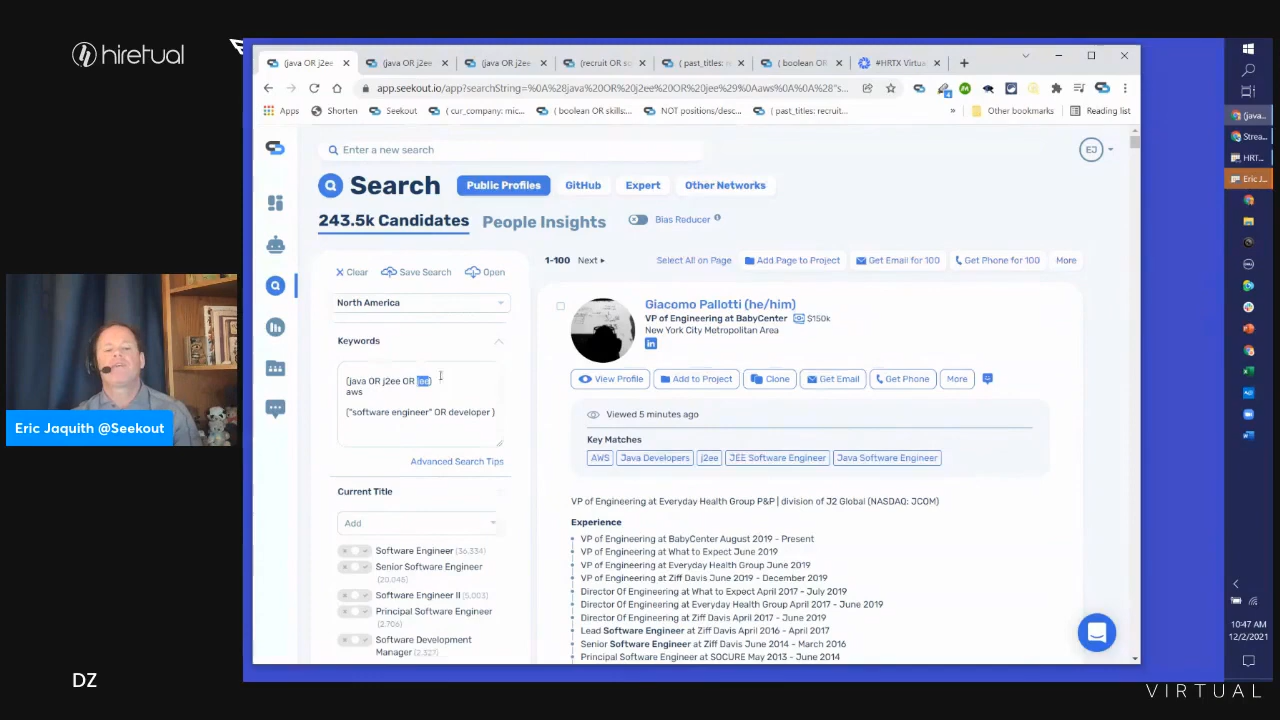 hiretual
(java OR j2ee
(java OR j2ee
(java OR j2ee
(recruit OR so
( past_titles: re
( boolean OR
#HRTX Virtua
app.seekout.io/app?searchString=%0A%28java%20OR%20j2ee%20OR%20jee%29%0Aaws%0A%28"s...
Apps
Shorten
Seekout
( cur_company: mic...
( boolean OR skills:...
NOT positions/desc...
( past_titles: recruit...
»
Other bookmarks
Reading list
Enter a new search
EJ
Search
Public Profiles
GitHub
Expert
Other Networks
243.5k Candidates
People Insights
Bias Reducer
1-100 Next
Select All on Page
Add Page to Project
Get Email for 100
Get Phone for 100
More
Clear
Save Search
Open
North America
Keywords
(java OR j2ee OR
aws
("software engineer" OR developer )
Advanced Search Tips
Current Title
Add
Software Engineer (36,334)
Senior Software Engineer
(20,046)
Software Engineer II (5,003)
Principal Software Engineer
(2,706)
Software Development
Manager (2,327)
Giacomo Pallotti (he/him)
VP of Engineering at BabyCenter $150k
New York City Metropolitan Area
in
View Profile
Add to Project
Clone
Get Email
Get Phone
More
Viewed 5 minutes ago
Key Matches
AWS
Java Developers
j2ee
JEE Software Engineer
Java Software Engineer
VP of Engineering at Everyday Health Group P&P | division of J2 Global (NASDAQ: JCOM)
Experience
VP of Engineering at BabyCenter August 2019 - Present
VP of Engineering at What to Expect June 2019
VP of Engineering at Everyday Health Group June 2019
VP of Engineering at Ziff Davis June 2019 - December 2019
Director Of Engineering at What to Expect April 2017 - July 2019
Director Of Engineering at Everyday Health Group April 2017 - June 2019
Director Of Engineering at Ziff Davis April 2017 - June 2019
Lead Software Engineer at Ziff Davis April 2016 - April 2017
Senior Software Engineer at Ziff Davis June 2014 - March 2016
Principal Software Engineer at SOCURE May 2013 - June 2014
(java...
Strea...
HRT...
Eric J...
10:47 AM
12/2/2021
Eric Jaquith @Seekout
DZ
VIRTUAL